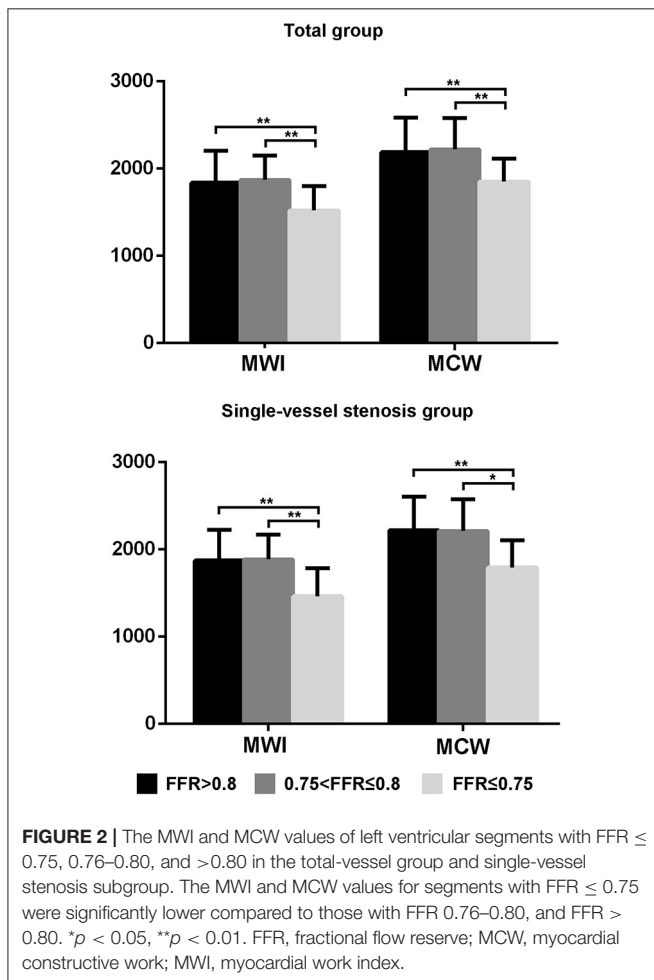 Total group
3000
2000
1000
0
**
**
**
**
MWI
MCW
Single-vessel stenosis group
3000
2000
1000
0
**
**
**
*
MWI
MCW
FFR>0.8 0.75<FFR≤0.8 FFR≤0.75
FIGURE 2 | The MWI and MCW values of left ventricular segments with FFR ≤
0.75, 0.76–0.80, and >0.80 in the total-vessel group and single-vessel
stenosis subgroup. The MWI and MCW values for segments with FFR ≤ 0.75
were significantly lower compared to those with FFR 0.76–0.80, and FFR >
0.80. *p < 0.05, **p < 0.01. FFR, fractional flow reserve; MCW, myocardial
constructive work; MWI, myocardial work index.